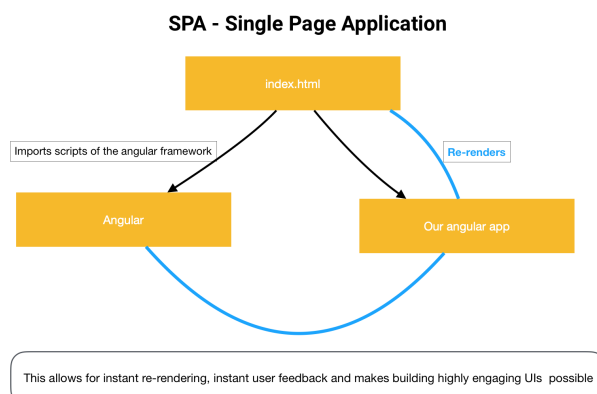 SPA - Single Page Application
index.html
Imports scripts of the angular framework
Re-renders
Angular
Our angular app
This allows for instant re-rendering, instant user feedback and makes building highly engaging UIs possible